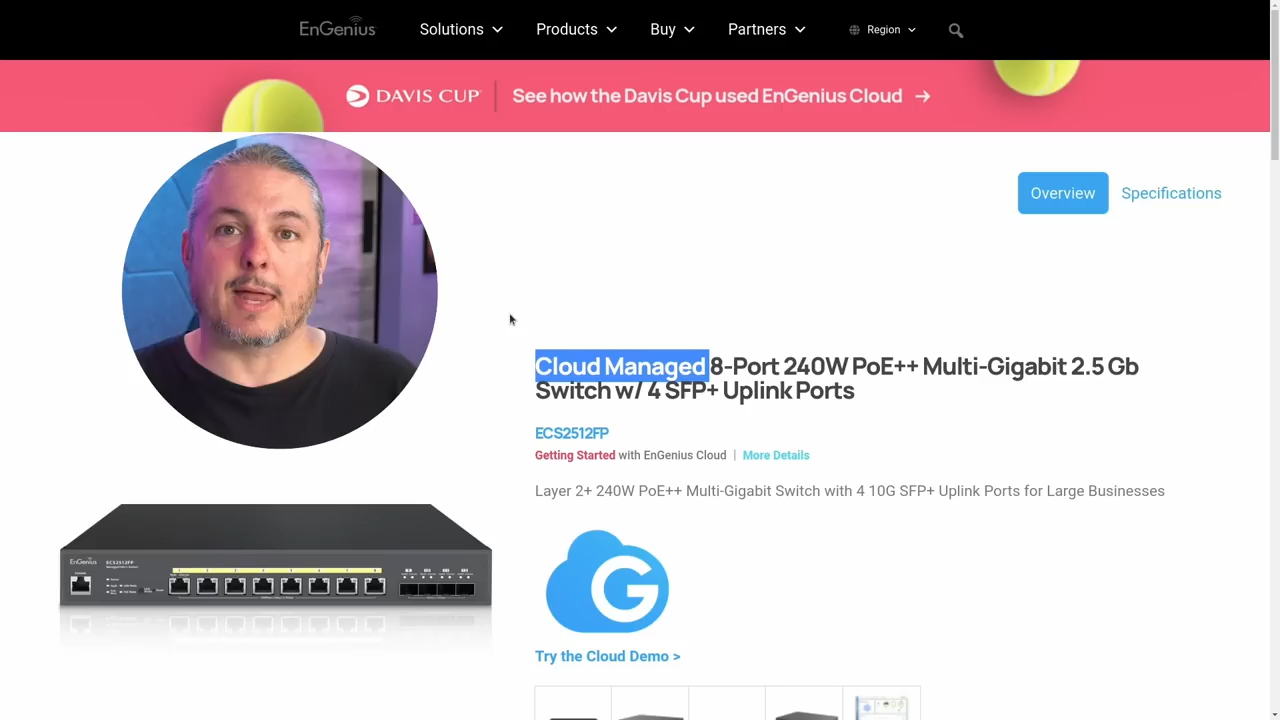 EnGenius
Solutions
Products
Buy
Partners
Region
DAVIS CUP
See how the Davis Cup used EnGenius Cloud →
Overview
Specifications
Cloud Managed 8-Port 240W PoE++ Multi-Gigabit 2.5 Gb
Switch w/ 4 SFP+ Uplink Ports
ECS2512FP
Getting Started with EnGenius Cloud | More Details
Layer 2+ 240W PoE++ Multi-Gigabit Switch with 4 10G SFP+ Uplink Ports for Large Businesses
EnGenius
ECS2512FP
G
Try the Cloud Demo >